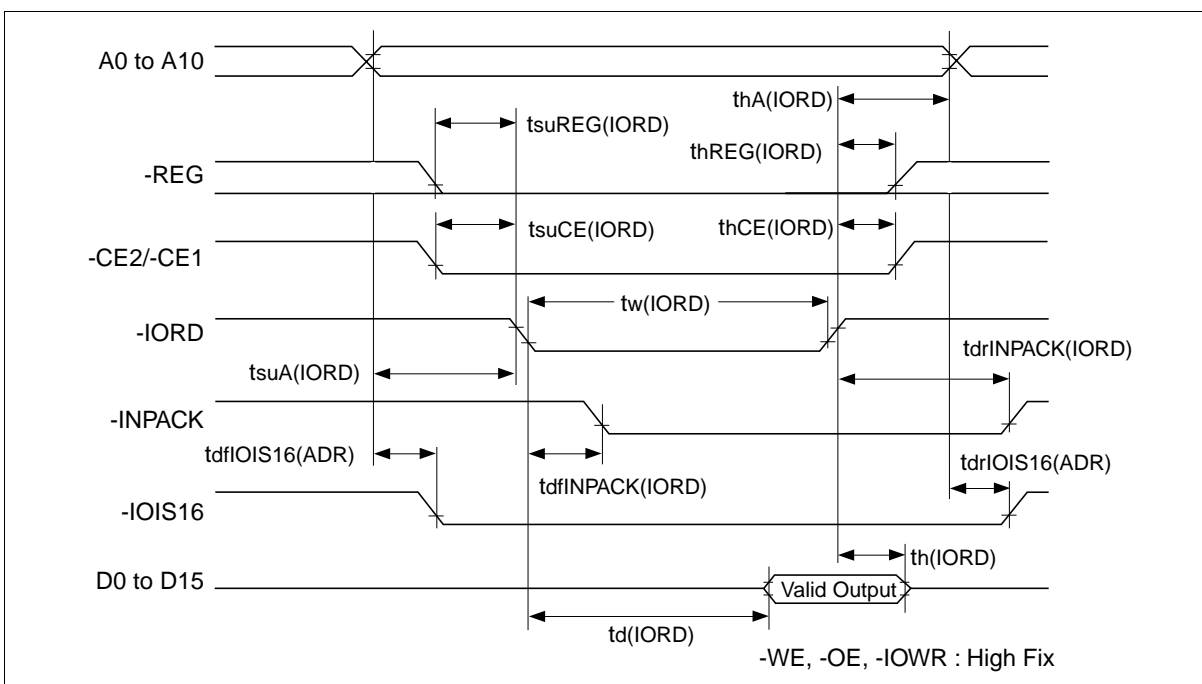 A0 to A10
thA(IORD)
tsuREG(IORD)
thREG(IORD)
-REG
tsuCE(IORD)
thCE(IORD)
-CE2/-CE1
tw(IORD)
-IORD
tdrINPACK(IORD)
tsuA(IORD)
-INPACK
tdfIOIS16(ADR)
tdrIOIS16(ADR)
tdfINPACK(IORD)
-IOIS16
th(IORD)
D0 to D15
Valid Output
td(IORD)
-WE, -OE, -IOWR : High Fix